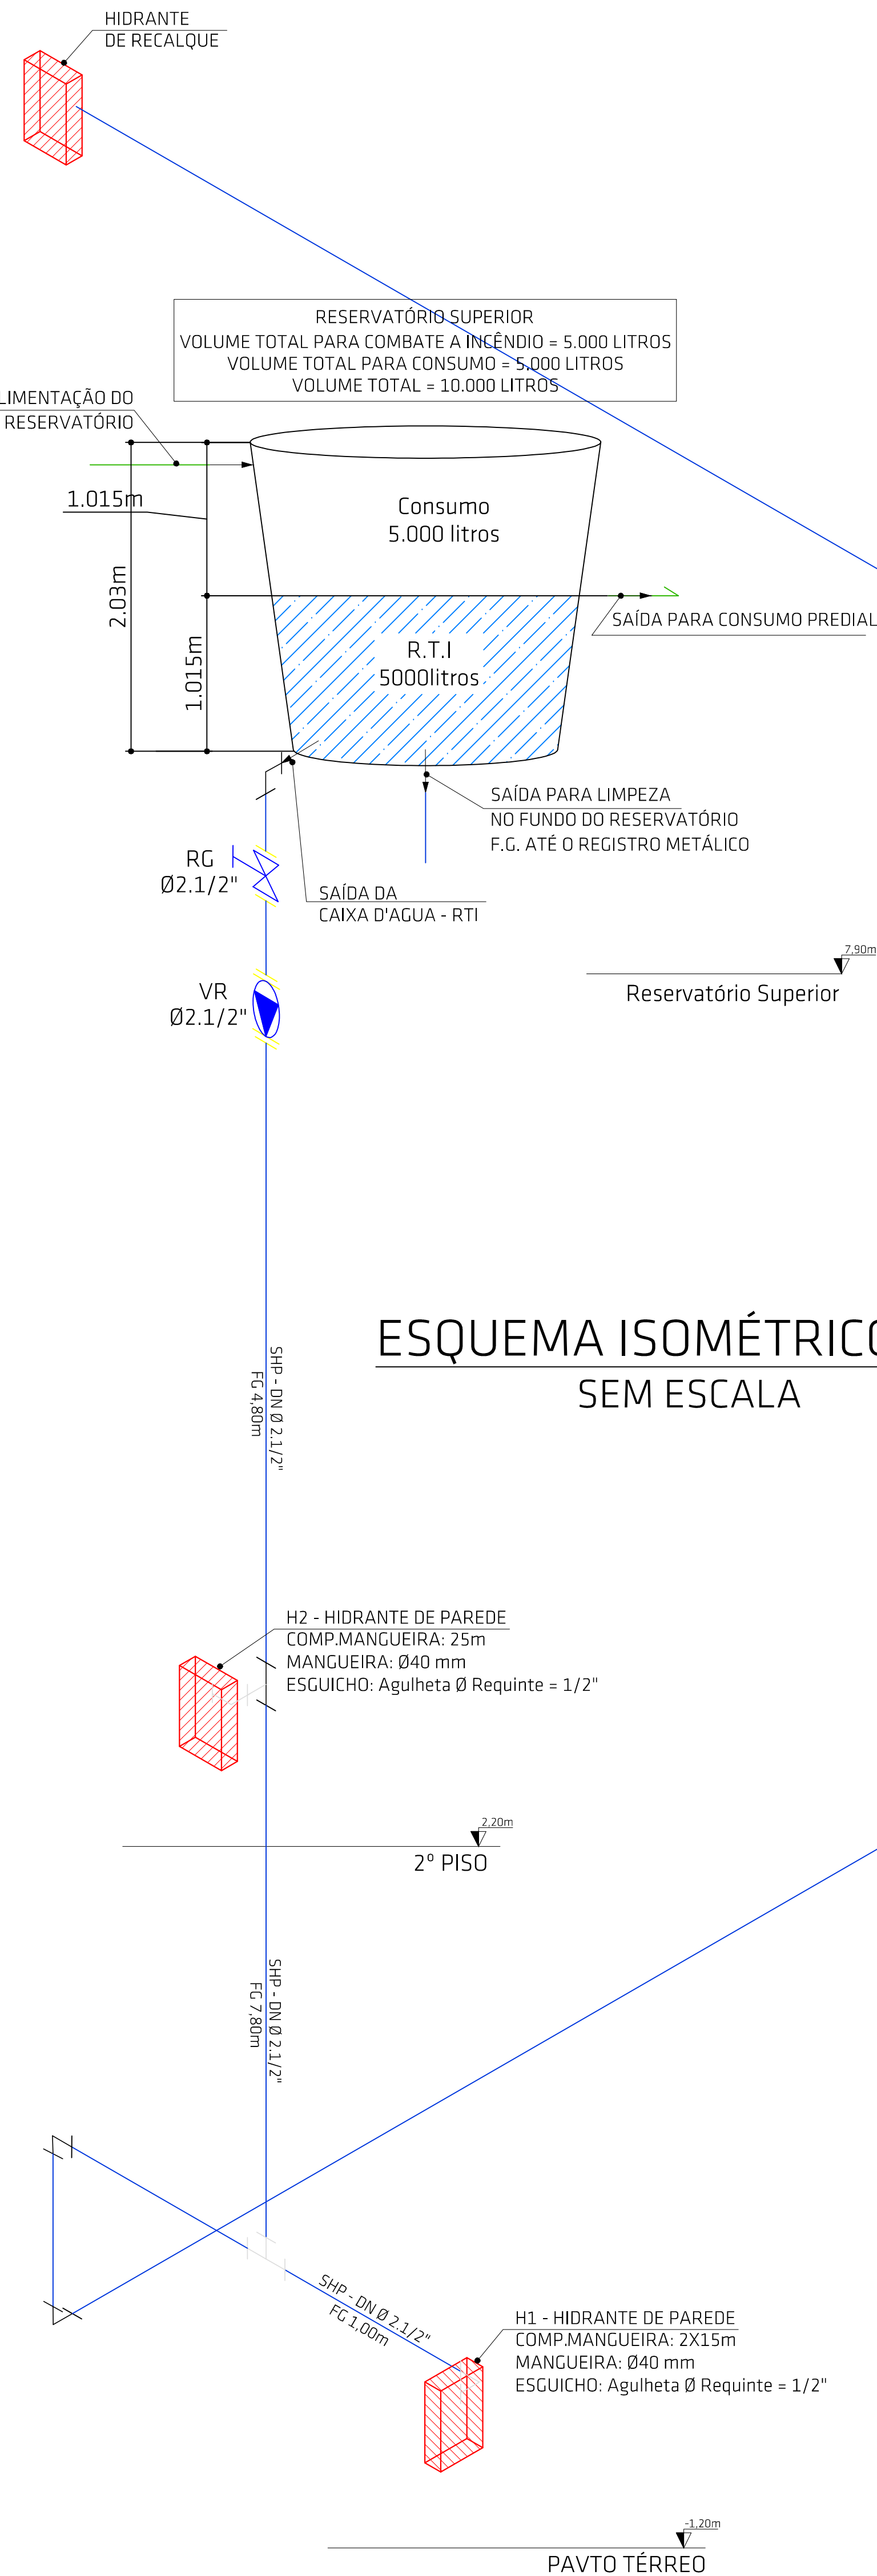 HIDRANTE
DE RECALQUE
RESERVATÓRIO SUPERIOR
VOLUME TOTAL PARA COMBATE A INCÊNDIO = 5.000 LITROS
VOLUME TOTAL PARA CONSUMO = 5.000 LITROS
VOLUME TOTAL = 10.000 LITROS
LIMENTAÇÃO DO
RESERVATÓRIO
1.015m
2.03m
1.015m
Consumo
5.000 litros
SAÍDA PARA CONSUMO PREDIAL
R.T.I
5000litros
SAÍDA PARA LIMPEZA
NO FUNDO DO RESERVATÓRIO
F.G. ATÉ O REGISTRO METÁLICO
RG
Ø2.1/2"
SAÍDA DA
CAIXA D'AGUA - RTI
7,90m
Reservatório Superior
VR
Ø2.1/2"
ESQUEMA ISOMÉTRICO
SEM ESCALA
SHP - DN Ø 2.1/2"
FG 4,80m
H2 - HIDRANTE DE PAREDE
COMP.MANGUEIRA: 25m
MANGUEIRA: Ø40 mm
ESGUICHO: Agulheta Ø Requinte = 1/2"
2,20m
2º PISO
SHP - DN Ø 2.1/2"
FG 7,80m
SHP - DN Ø 2.1/2"
FG 1,00m
H1 - HIDRANTE DE PAREDE
COMP.MANGUEIRA: 2X15m
MANGUEIRA: Ø40 mm
ESGUICHO: Agulheta Ø Requinte = 1/2"
-1,20m
PAVTO TÉRREO